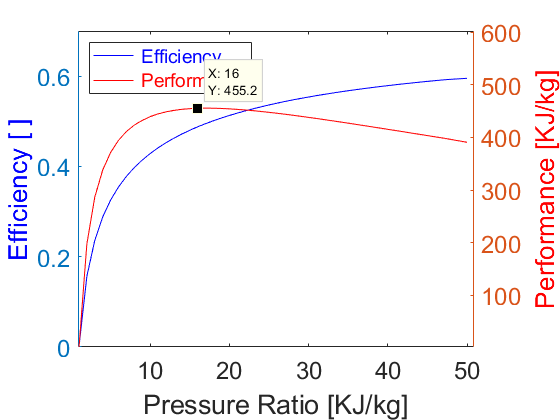 Efficiency
Perform
X: 16
Y: 455.2
Efficiency [ ]
0
0.2
0.4
0.6
Performance [KJ/kg]
100
200
300
400
500
600
10 20 30 40 50
Pressure Ratio [KJ/kg]